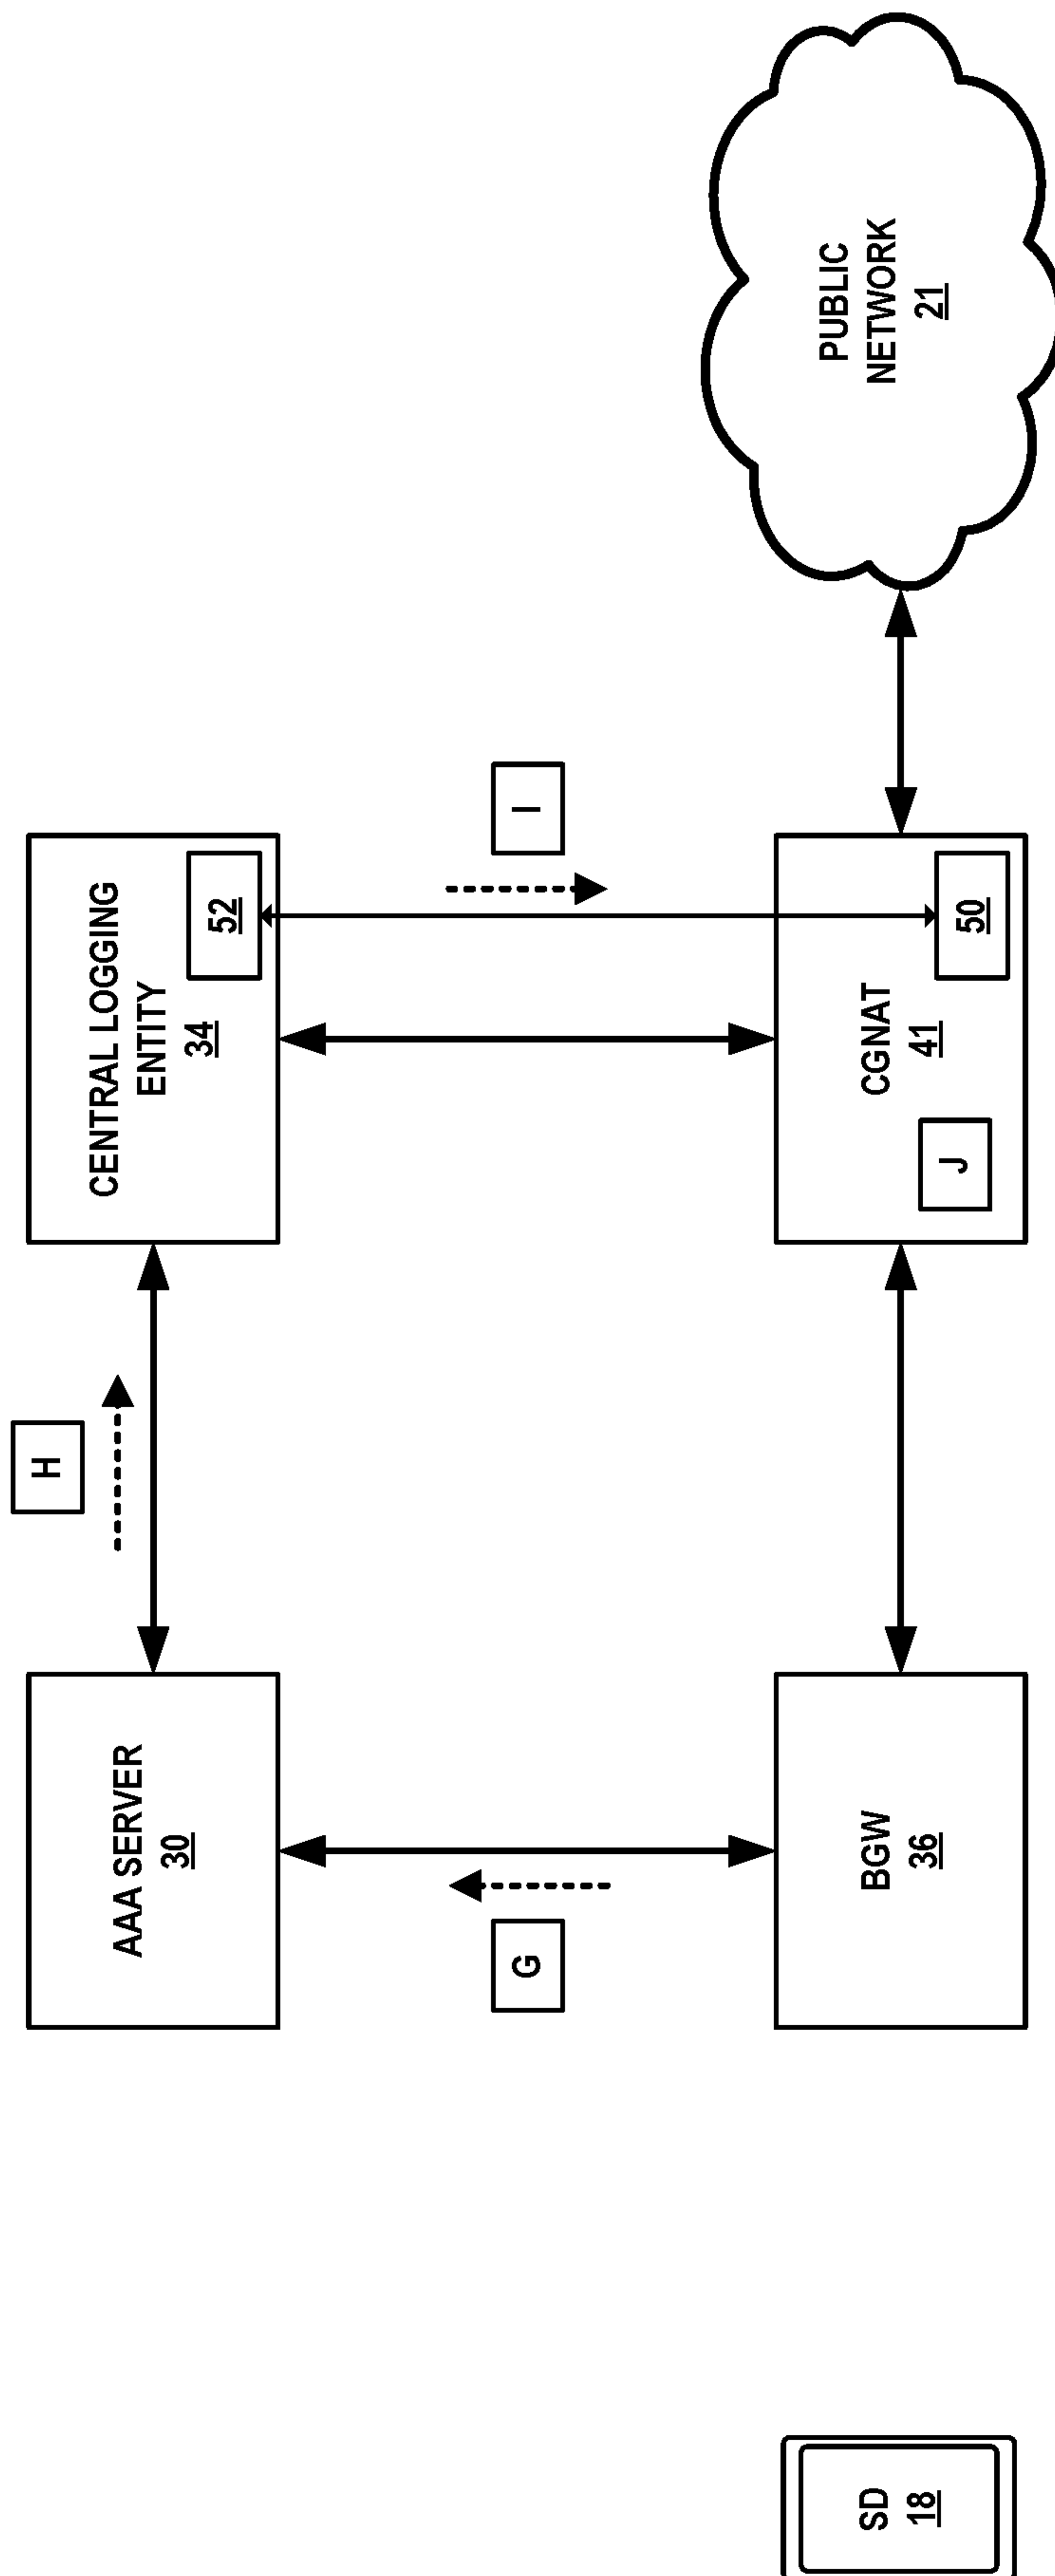 H
AAA SERVER
30
CENTRAL LOGGING
ENTITY
34
52
G
I
SD
18
BGW
36
J
CGNAT
41
50
PUBLIC
NETWORK
21